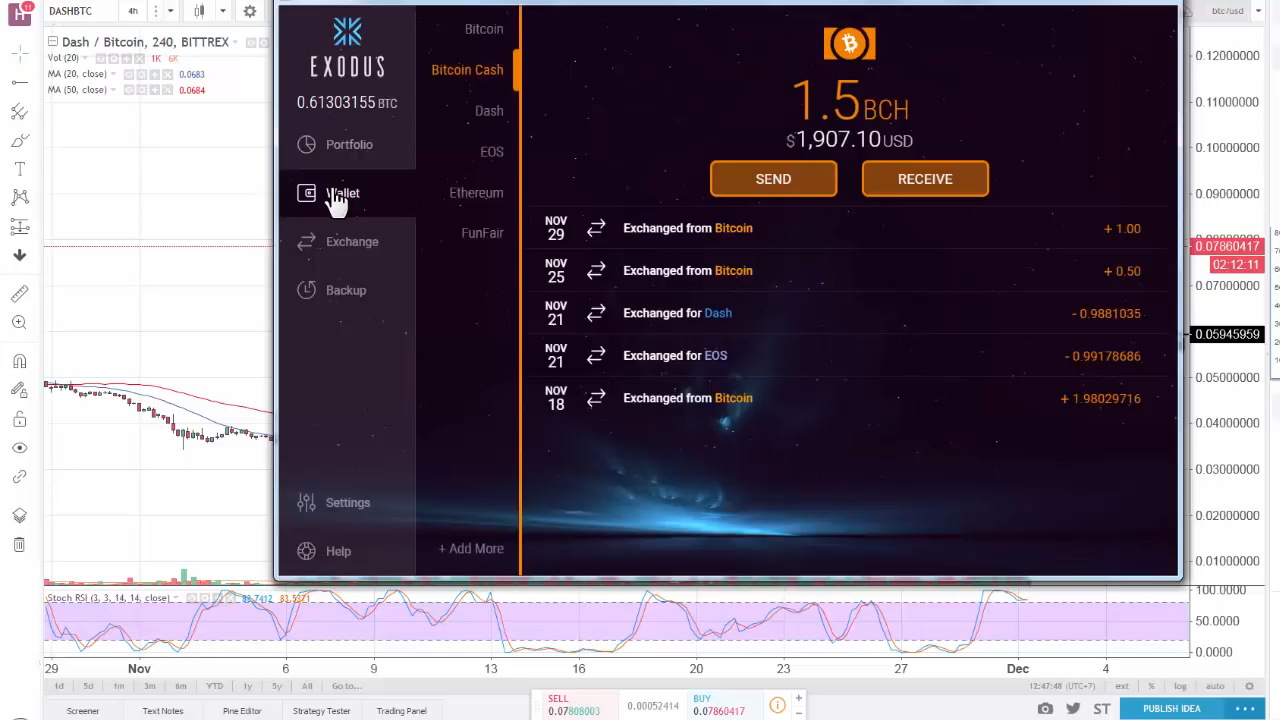 11
DASHBTC
4h
btc/usd
Dash / Bitcoin, 240, BITTREX
Vol (20)
1K
6K
MA (20, close)
0.0683
MA (50, close)
0.0684
EXODUS
0.61303155 BTC
Portfolio
Wallet
Exchange
Backup
Settings
Help
Bitcoin
Bitcoin Cash
Dash
EOS
Ethereum
FunFair
+ Add More
1.5 BCH
$1,907.10 USD
SEND
RECEIVE
NOV 29
Exchanged from Bitcoin
+ 1.00
NOV 25
Exchanged from Bitcoin
+ 0.50
NOV 21
Exchanged for Dash
- 0.9881035
NOV 21
Exchanged for EOS
- 0.99178686
NOV 18
Exchanged from Bitcoin
+ 1.98029716
0.12000000
0.11000000
0.10000000
0.09000000
0.07860417
02:12:11
0.07000000
0.05945959
0.05000000
0.04000000
0.03000000
0.02000000
0.01000000
Stoch RSI (3, 3, 14, 14, close)
83.7412
100.0000
50.0000
0.0000
29
Nov
6
9
13
16
20
23
27
Dec
4
1d
5d
1m
3m
6m
YTD
1y
5y
All
Go to...
12:47:48 (UTC+7)
ext
%
log
auto
Text Notes
Pine Editor
Strategy Tester
Trading Panel
SELL
0.07808003
0.00052414
BUY
0.07860417
ST
PUBLISH IDEA